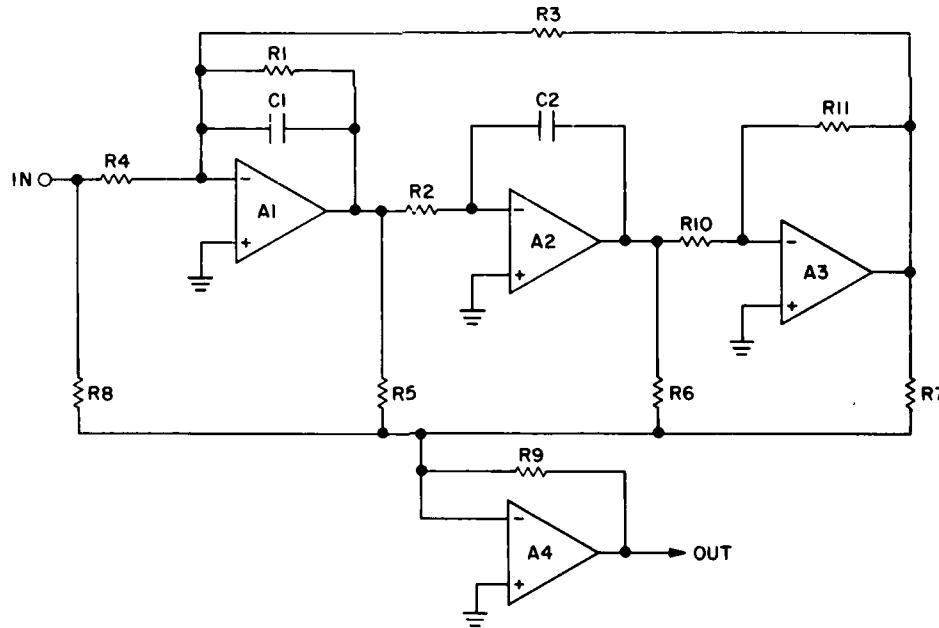 R3
R1
C1
C2
R11
IN
R4
-
A1
+
R2
-
A2
+
R10
-
A3
+
R8
R5
R6
R7
R9
-
A4
+
OUT